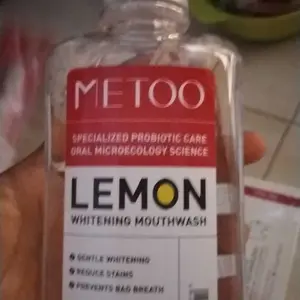 METOO
SPECIALIZED PROBIOTIC CARE
ORAL MICROECOLOGY SCIENCE
LEMON
WHITENING MOUTHWASH
GENTLE WHITENING
REDUCE STAINS
PREVENTS BAD BREATH